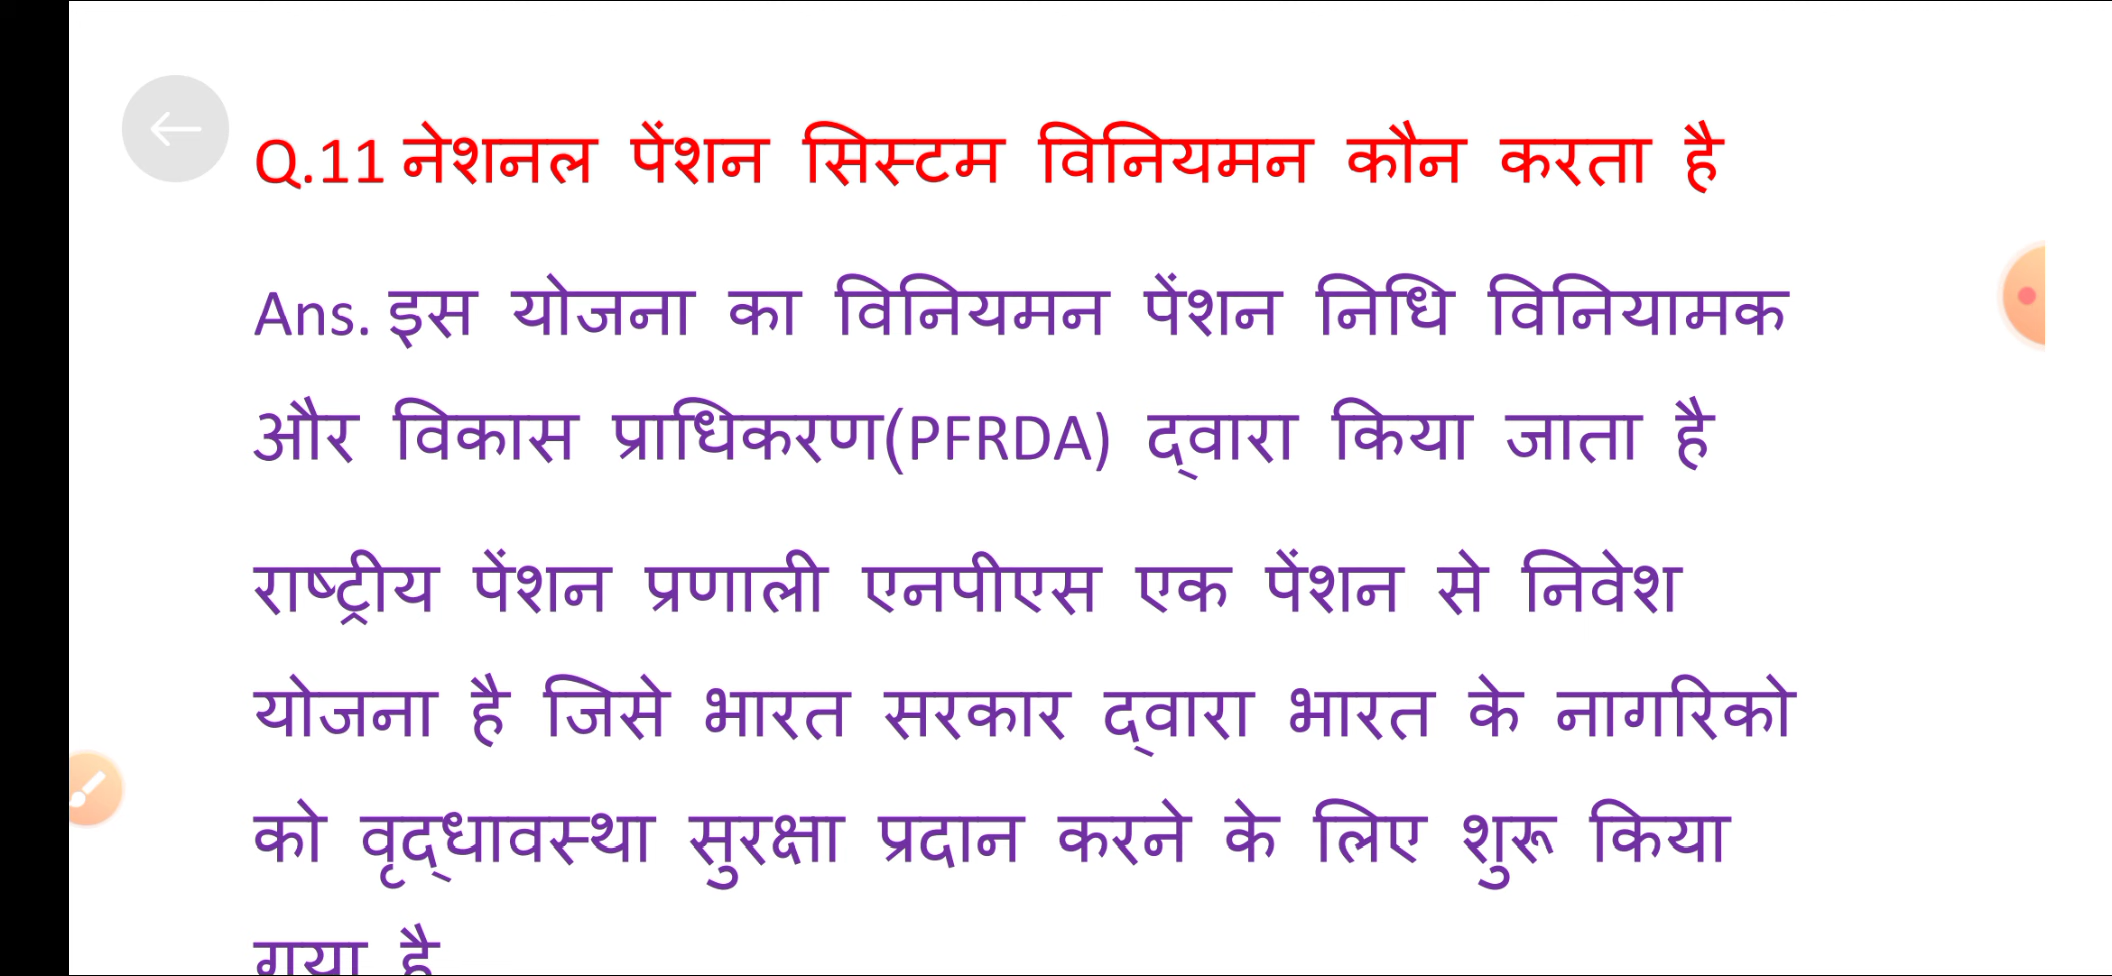 Q.11 नेशनल पेंशन सिस्टम विनियमन कौन करता है
Ans. इस योजना का विनियमन पेंशन निधि विनियामक
और विकास प्राधिकरण(PFRDA) द्वारा किया जाता है
राष्ट्रीय पेंशन प्रणाली एनपीएस एक पेंशन से निवेश
योजना है जिसे भारत सरकार द्वारा भारत के नागरिको
को वृद्धावस्था सुरक्षा प्रदान करने के लिए शुरू किया
गया है